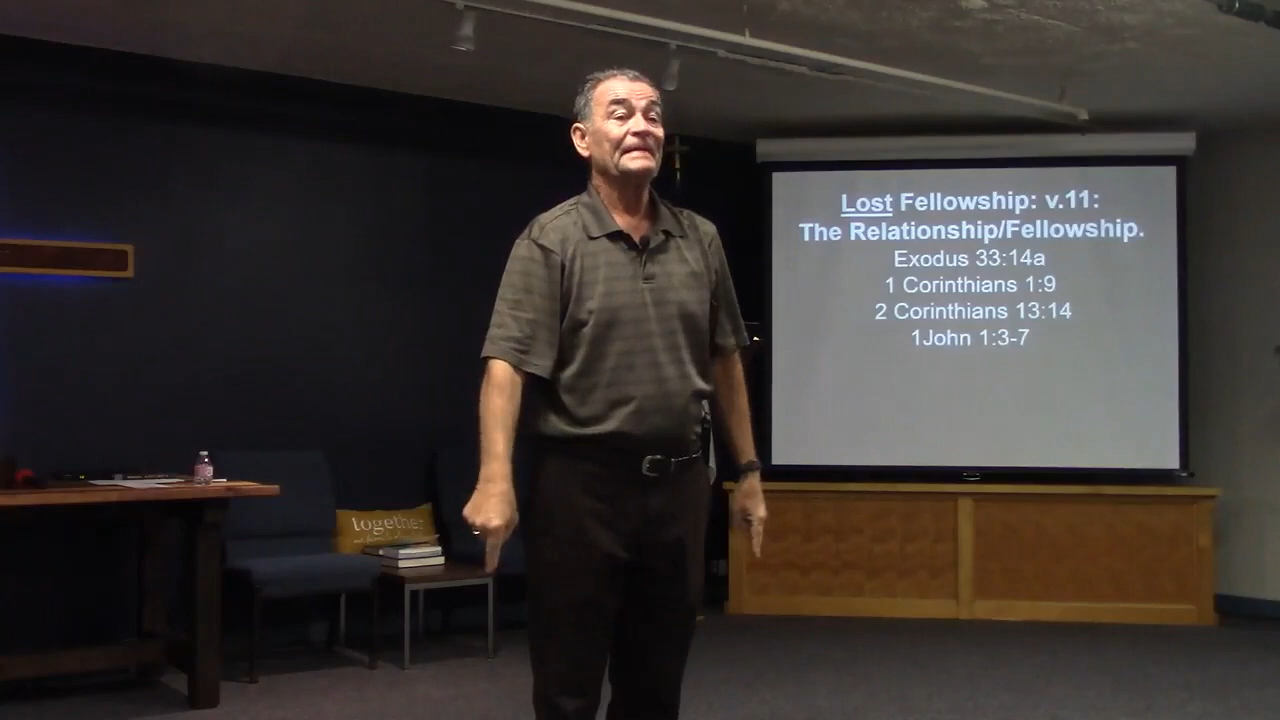 Lost Fellowship: v.11:
The Relationship/Fellowship.
Exodus 33:14a
1 Corinthians 1:9
2 Corinthians 13:14
1John 1:3-7
together